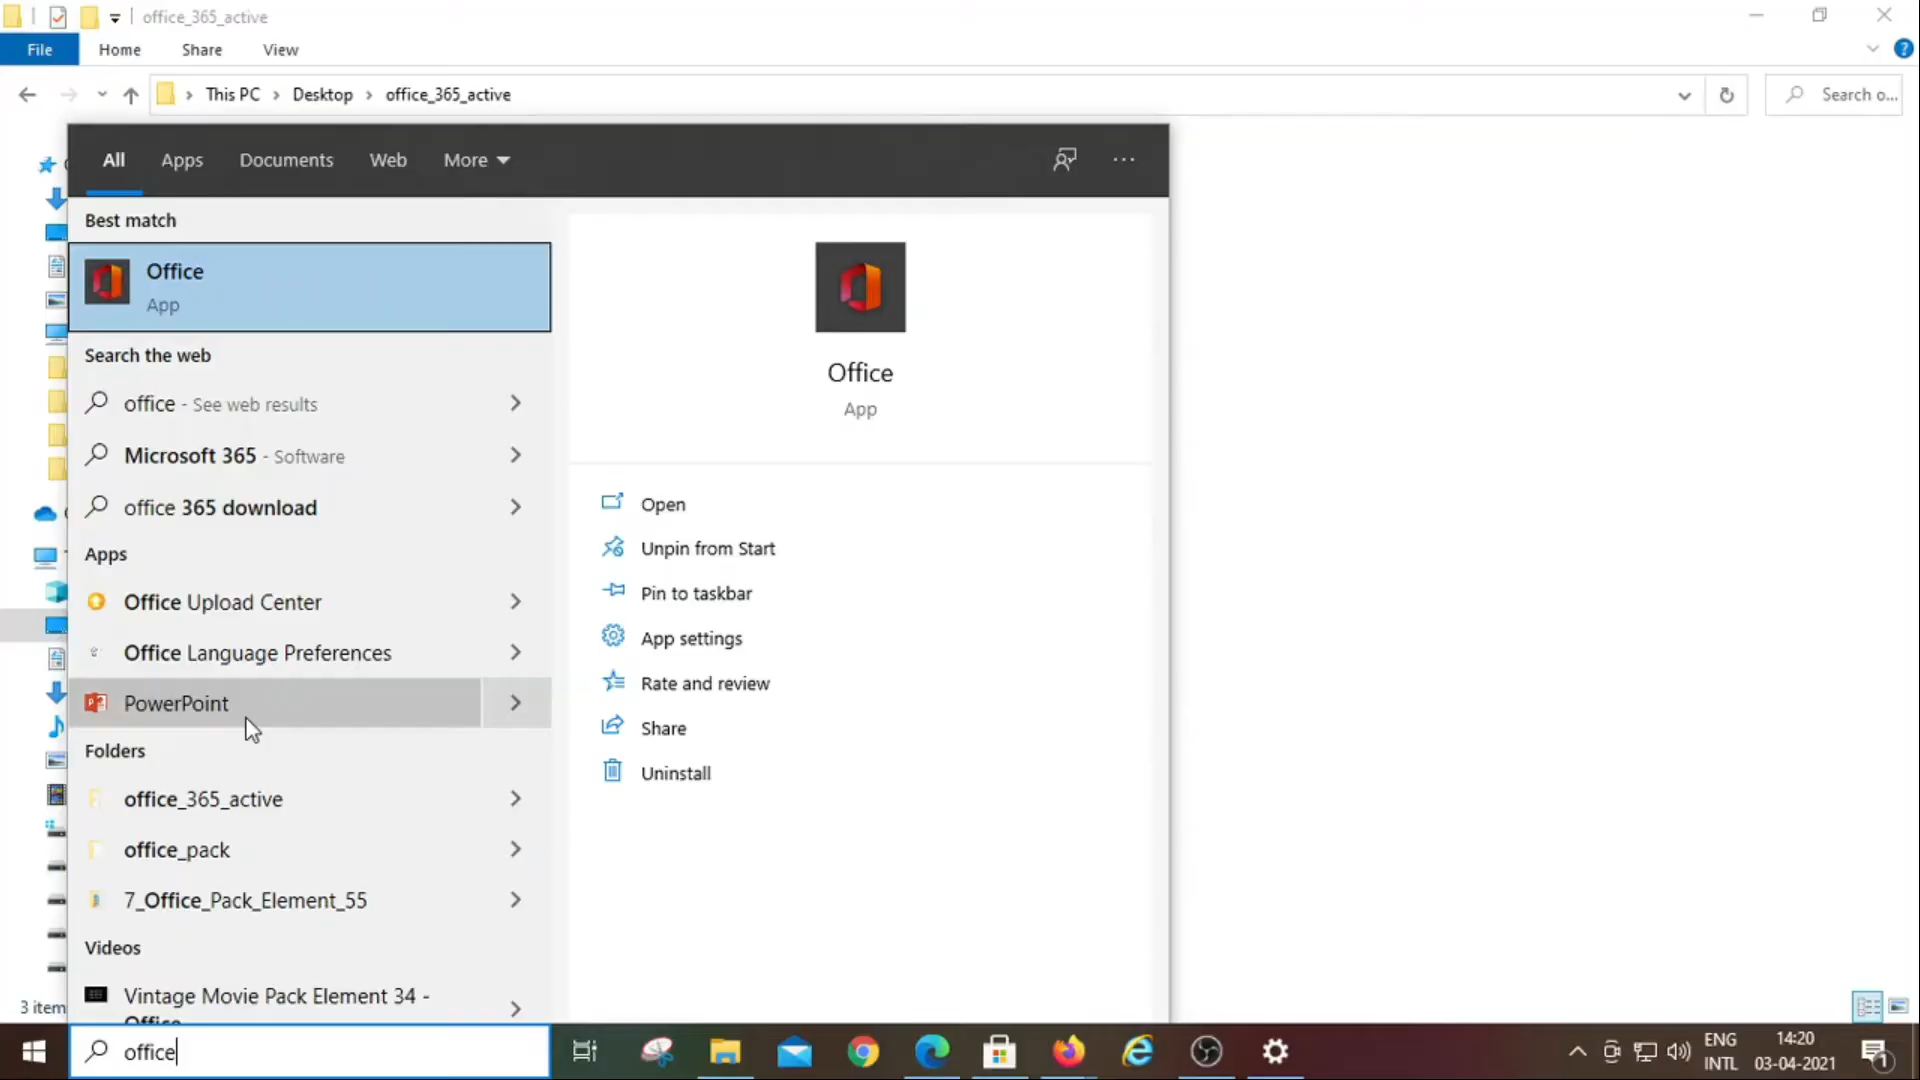 office_365_active
File Home Share View
This PC > Desktop > office_365_active
Search o...
All Apps Documents Web More
Best match
Office
App
Search the web
office - See web results
Microsoft 365 - Software
office 365 download
Apps
Office Upload Center
Office Language Preferences
PowerPoint
Folders
office_365_active
office_pack
7_Office_Pack_Element_55
Videos
Vintage Movie Pack Element 34 -
Office
Office
App
Open
Unpin from Start
Pin to taskbar
App settings
Rate and review
Share
Uninstall
3 item
office
ENG
INTL
14:20
03-04-2021
1